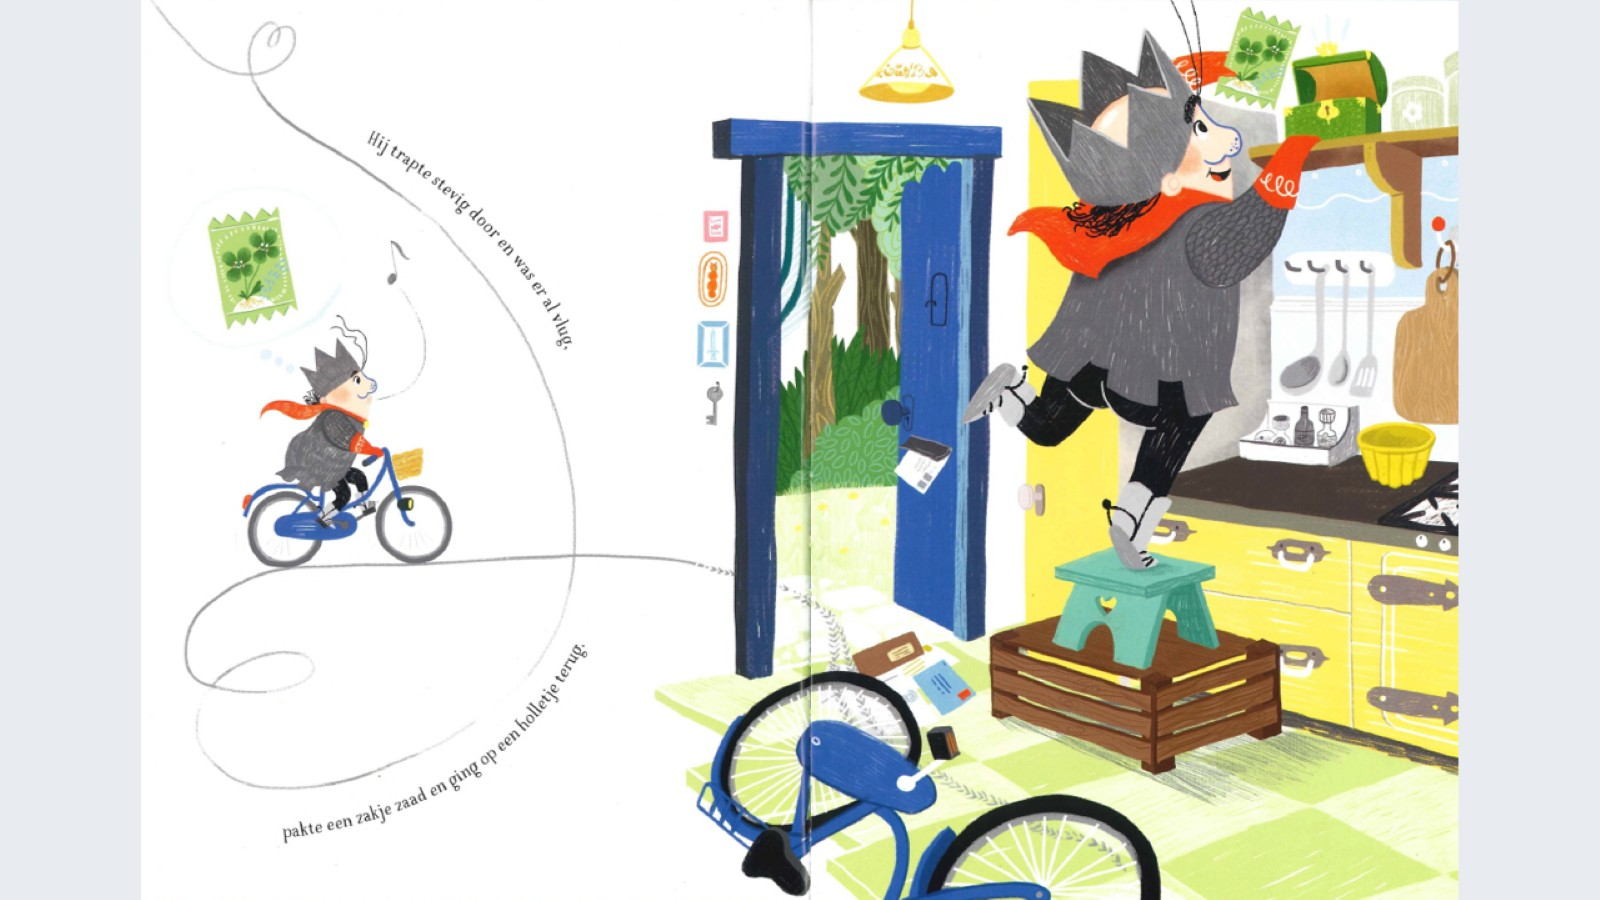 Hij trapte stevig door en was er al vlug,
pakte een zakje zaad en ging op een holletje terug.